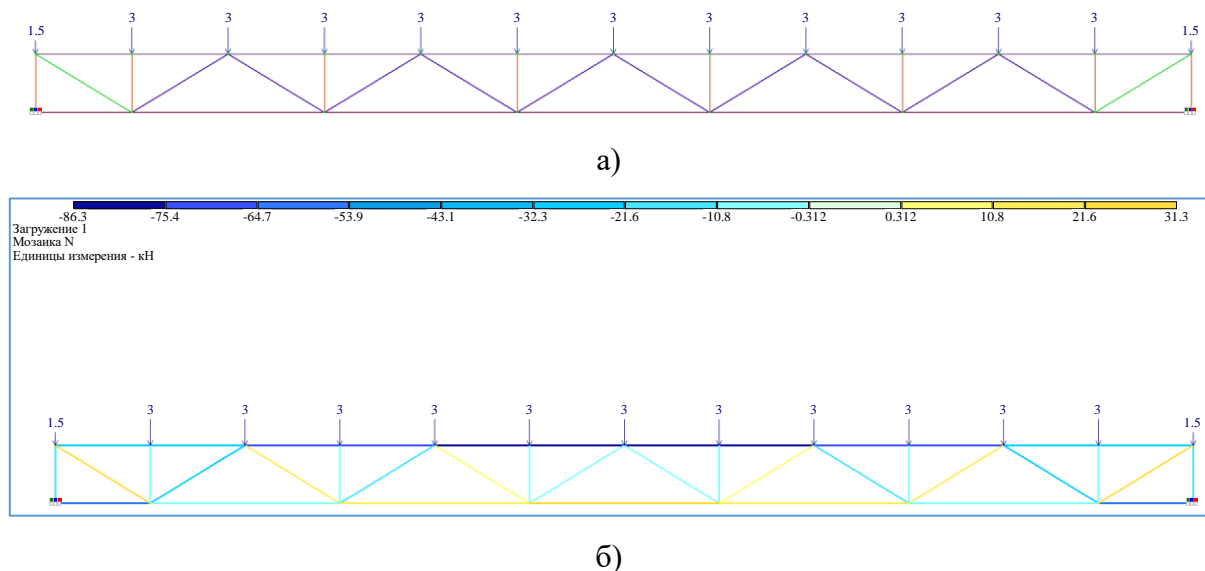 3 3 3 3 3 3 3 3 3 3 3
1.5 1.5
а)
-86.3 -75.4 -64.7 -53.9 -43.1 -32.3 -21.6 -10.8 -0.312 0.312 10.8 21.6 31.3
Загружение 1
Мозаика N
Единицы измерения - кН
3 3 3 3 3 3 3 3 3 3 3
1.5 1.5
б)